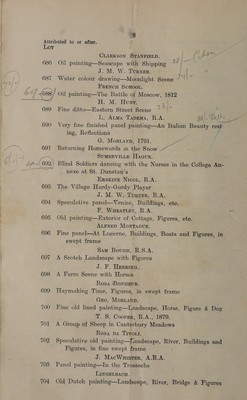 Attributed to or after.
LOT
CLARKSON STANFIELD.
686 Oil painting—Seascape with Shipping
J. M. W. TURNER.
687 Water colour drawing—Moonlight Scene
FRENCH SCHOOL.
688 Oil painting—The Battle of Moscow, 1812
H. M. HUNT.
689 Fine ditto—Eastern Street Scene
L. ALMA TADEMA, R.A.
690 Very fine finished panel painting—An Italian Beauty rest
ing, Reflections
G. MORLAND, 1791.
691 Returning Homewards in the Snow
SOMERVILLE HAGUE.
692 Blind Soldiers dancing with the Nurses in the College An-
nexe at St. Dunstan's
ERSKINE NICOL, R.A.
693 The Village Hurdy-Gurdy Player
J. M. W. TURNER, R.A.
694 Speculative panel—Venice, Buildings, etc.
F. WHEATLEY, R.A.
695 Old painting—Exterior of Cottage, Figures, etc.
ALFRED MONTAGUE.
696 Fine panel—At Lucerne, Buildings, Boats and Figures, in
swept frame
SAM BOUGH, R.S.A.
697 A Scotch Landscape with Figures
J. F. HERRING.
698 A Farm Scene with Horses
ROSA BONHEUR.
699 Haymaking Time, Figures, in swept frame
GEO. MORLAND.
700 Fine old lined painting—Landscape, Horse, Figure & Dog
T. S. COOPER, R.A., 1879.
701 A Group of Sheep in Canterbury Meadows
ROSA DA TIVOLI.
702 Speculative old painting—Landscape, River, Buildings and
Figures, in fine swept frame
J. MACWHIRTER, A.R.A.
703 Panel painting—In the Trossachs
LINGELBACH.
704 Old Dutch painting—Landscape, River, Bridge & Figures